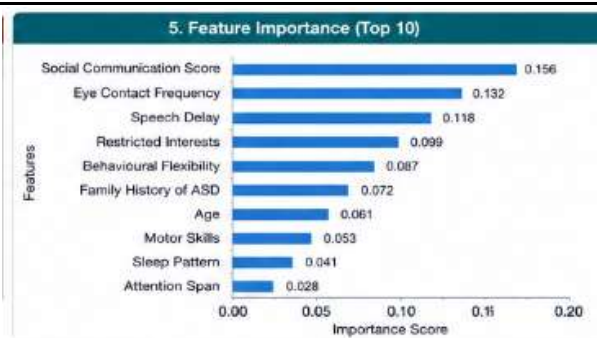 5. Feature Importance (Top 10)
Social Communication Score 0.156
Eye Contact Frequency 0.132
Speech Delay 0.118
Restricted Interests 0.099
Behavioural Flexibility 0.087
Family History of ASD 0.072
Age 0.061
Motor Skills 0.053
Sleep Pattern 0.041
Attention Span 0.028
Features
0.00 0.05 0.10 0.15 0.20
Importance Score